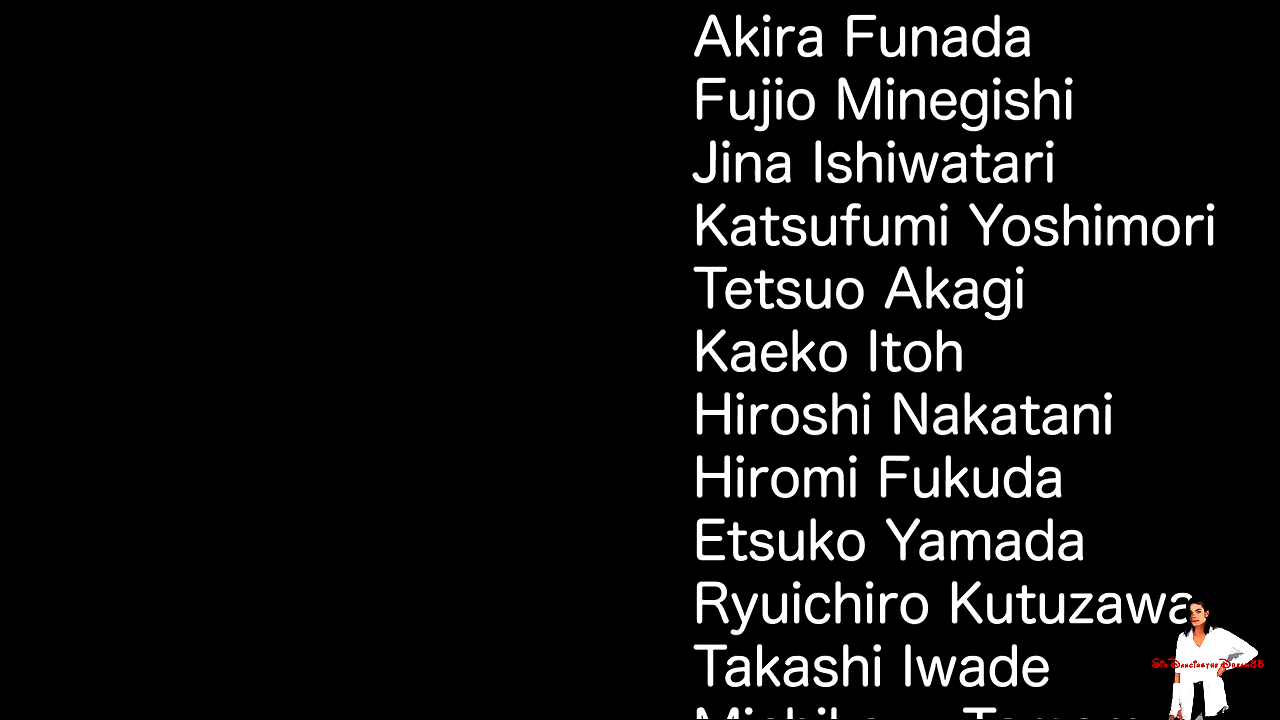 Akira Funada
Fujio Minegishi
Jina Ishiwatari
Katsufumi Yoshimori
Tetsuo Akagi
Kaeko Itoh
Hiroshi Nakatani
Hiromi Fukuda
Etsuko Yamada
Ryuichiro Kutuzawa
Takashi Iwade